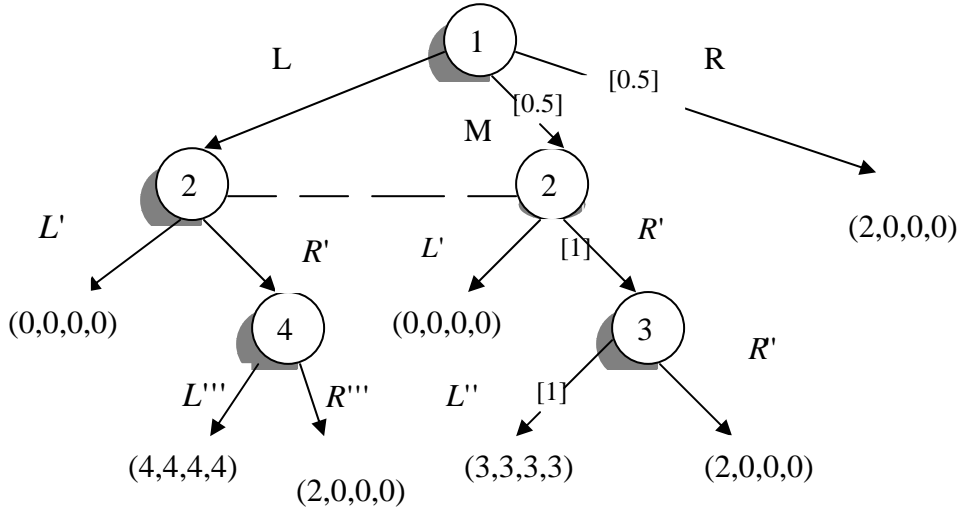 1
L
R
[0.5]
[0.5]
M
2
2
L'
R'
L'
[1]
R'
(2,0,0,0)
(0,0,0,0)
4
(0,0,0,0)
3
R''
L'''
R'''
L''
[1]
(4,4,4,4)
(2,0,0,0)
(3,3,3,3)
(2,0,0,0)